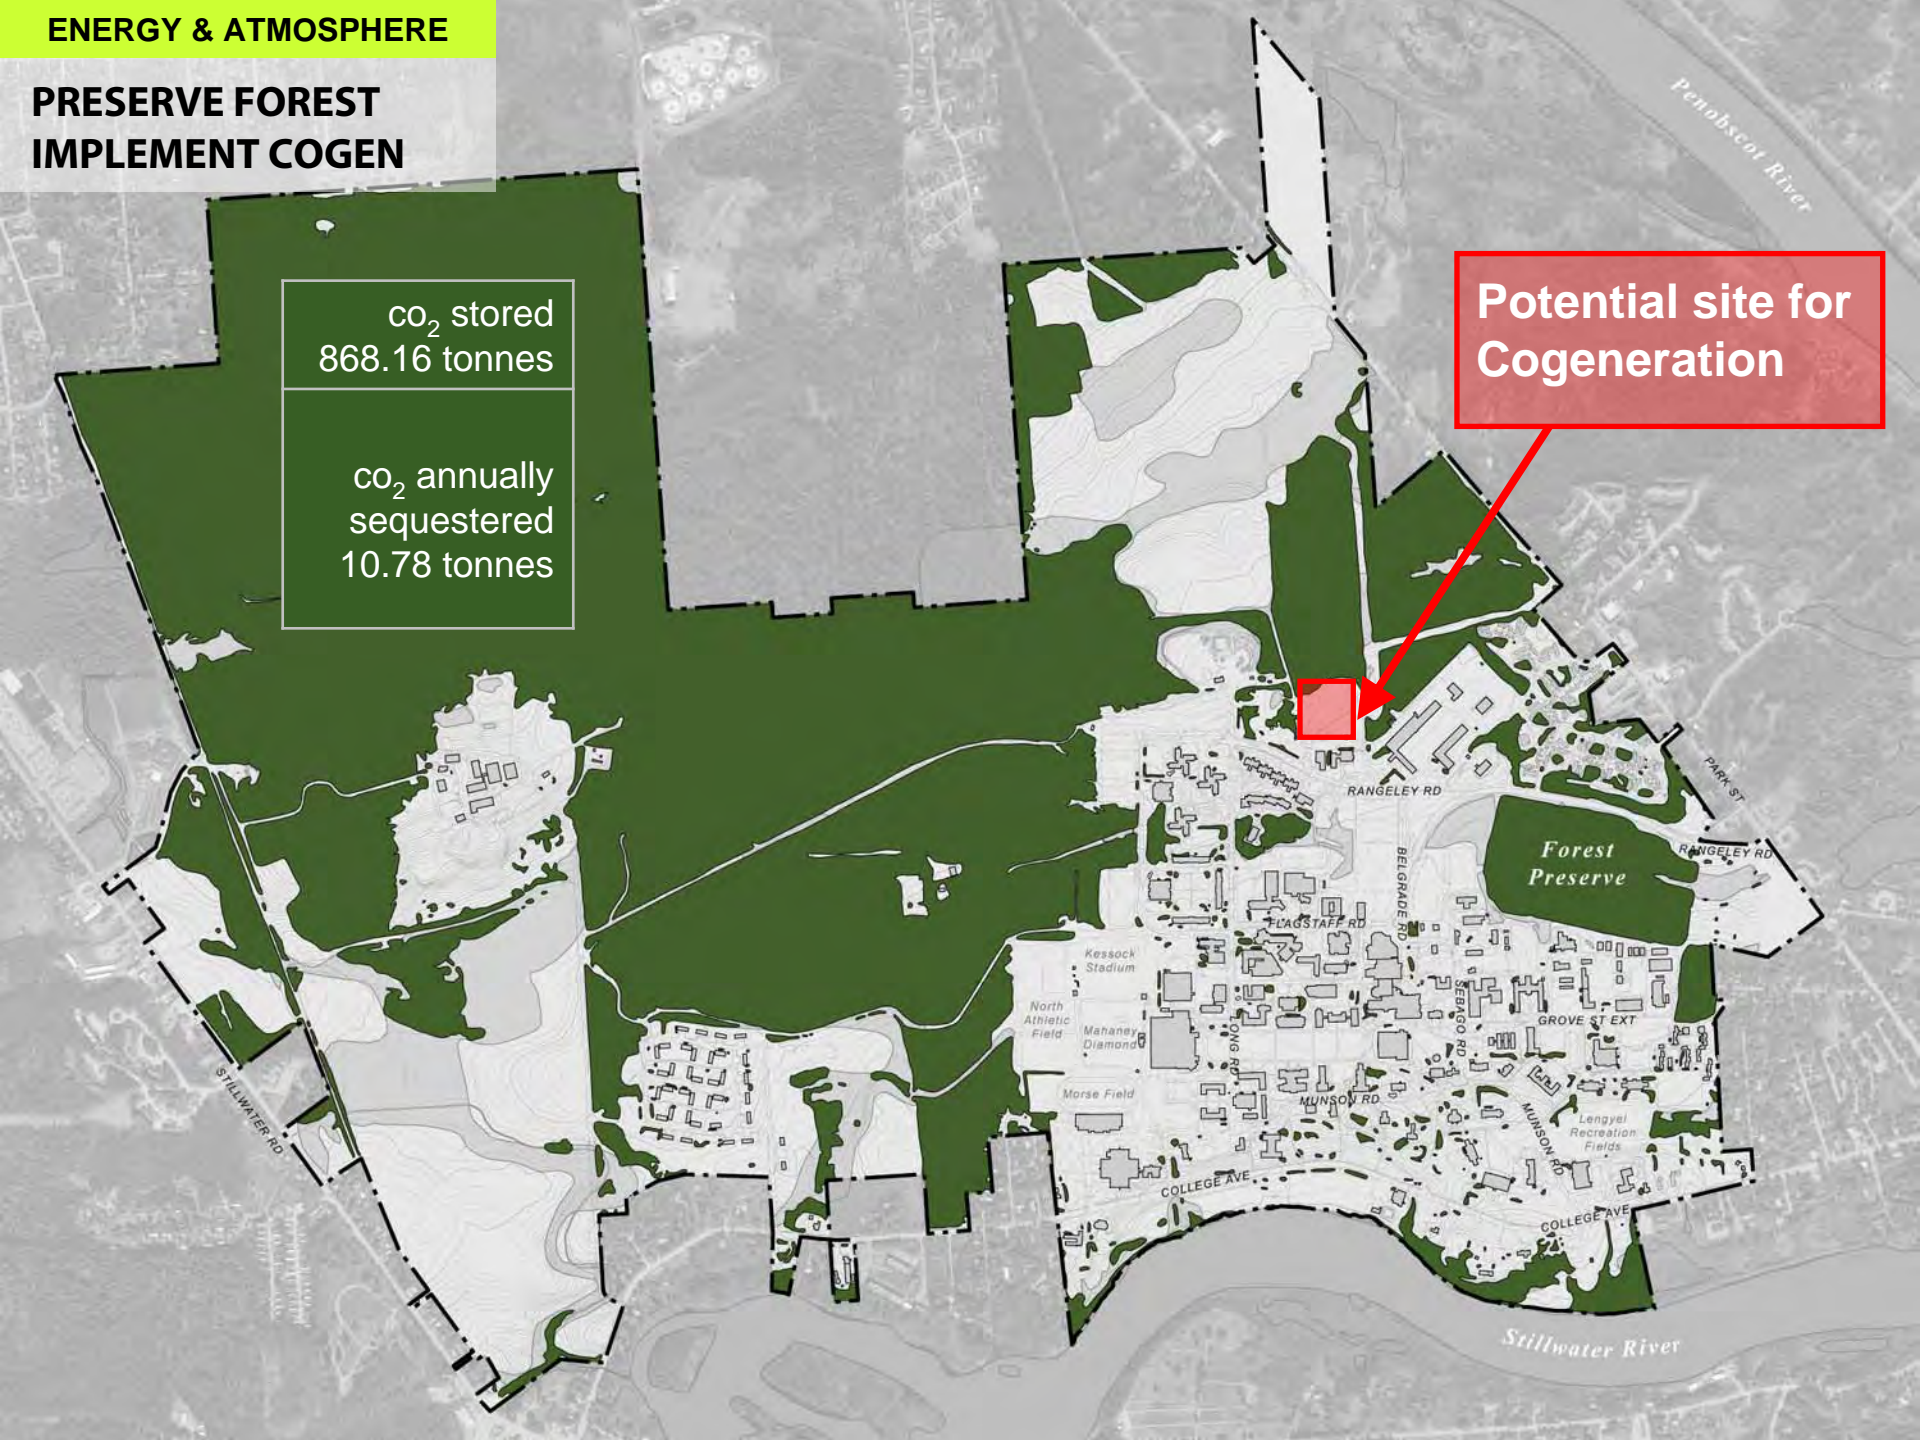 ENERGY & ATMOSPHERE
PRESERVE FOREST
IMPLEMENT COGEN
Penobscot River
Potential site for
Cogeneration
co₂ stored
868.16 tonnes
co₂ annually
sequestered
10.78 tonnes
PARK ST
RANGELEY RD
RANGELEY RD
Forest
Preserve
BELGRADE RD
FLAGSTAFF RD
Kessock
Stadium
North
Athletic
Field
Mahaney
Diamond
LONG RD
SEBAGO RD
GROVE ST EXT
STILLWATER RD
Morse Field
MUNSON RD
MUNSON RD
Lengyel
Recreation
Fields
COLLEGE AVE
COLLEGE AVE
Stillwater River